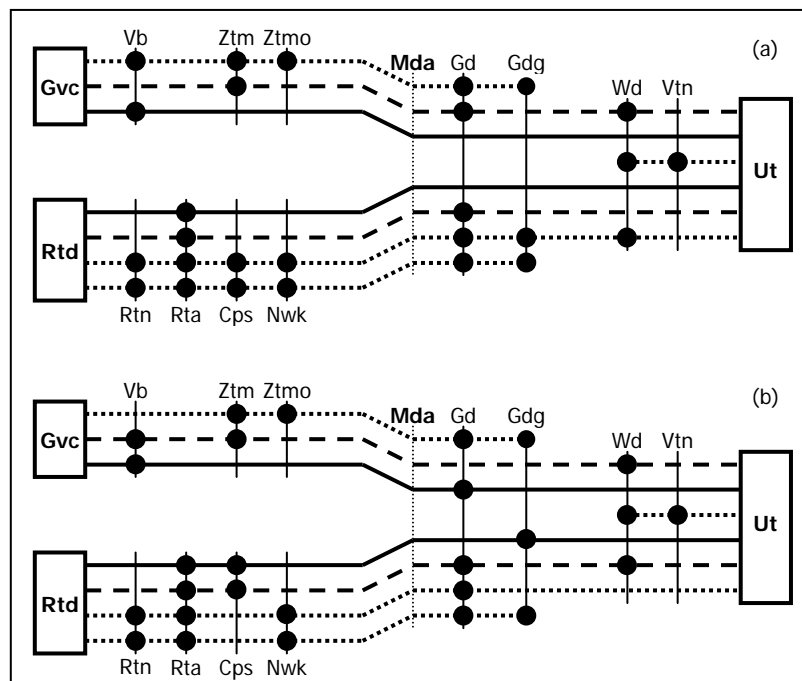 Vb Ztm Ztmo Mda Gd Gdg (a)
Gvc Wd Vtn
Ut
Rtd
Rtn Rta Cps Nwk
Vb Ztm Ztmo Mda Gd Gdg (b)
Gvc Wd Vtn
Ut
Rtd
Rtn Rta Cps Nwk